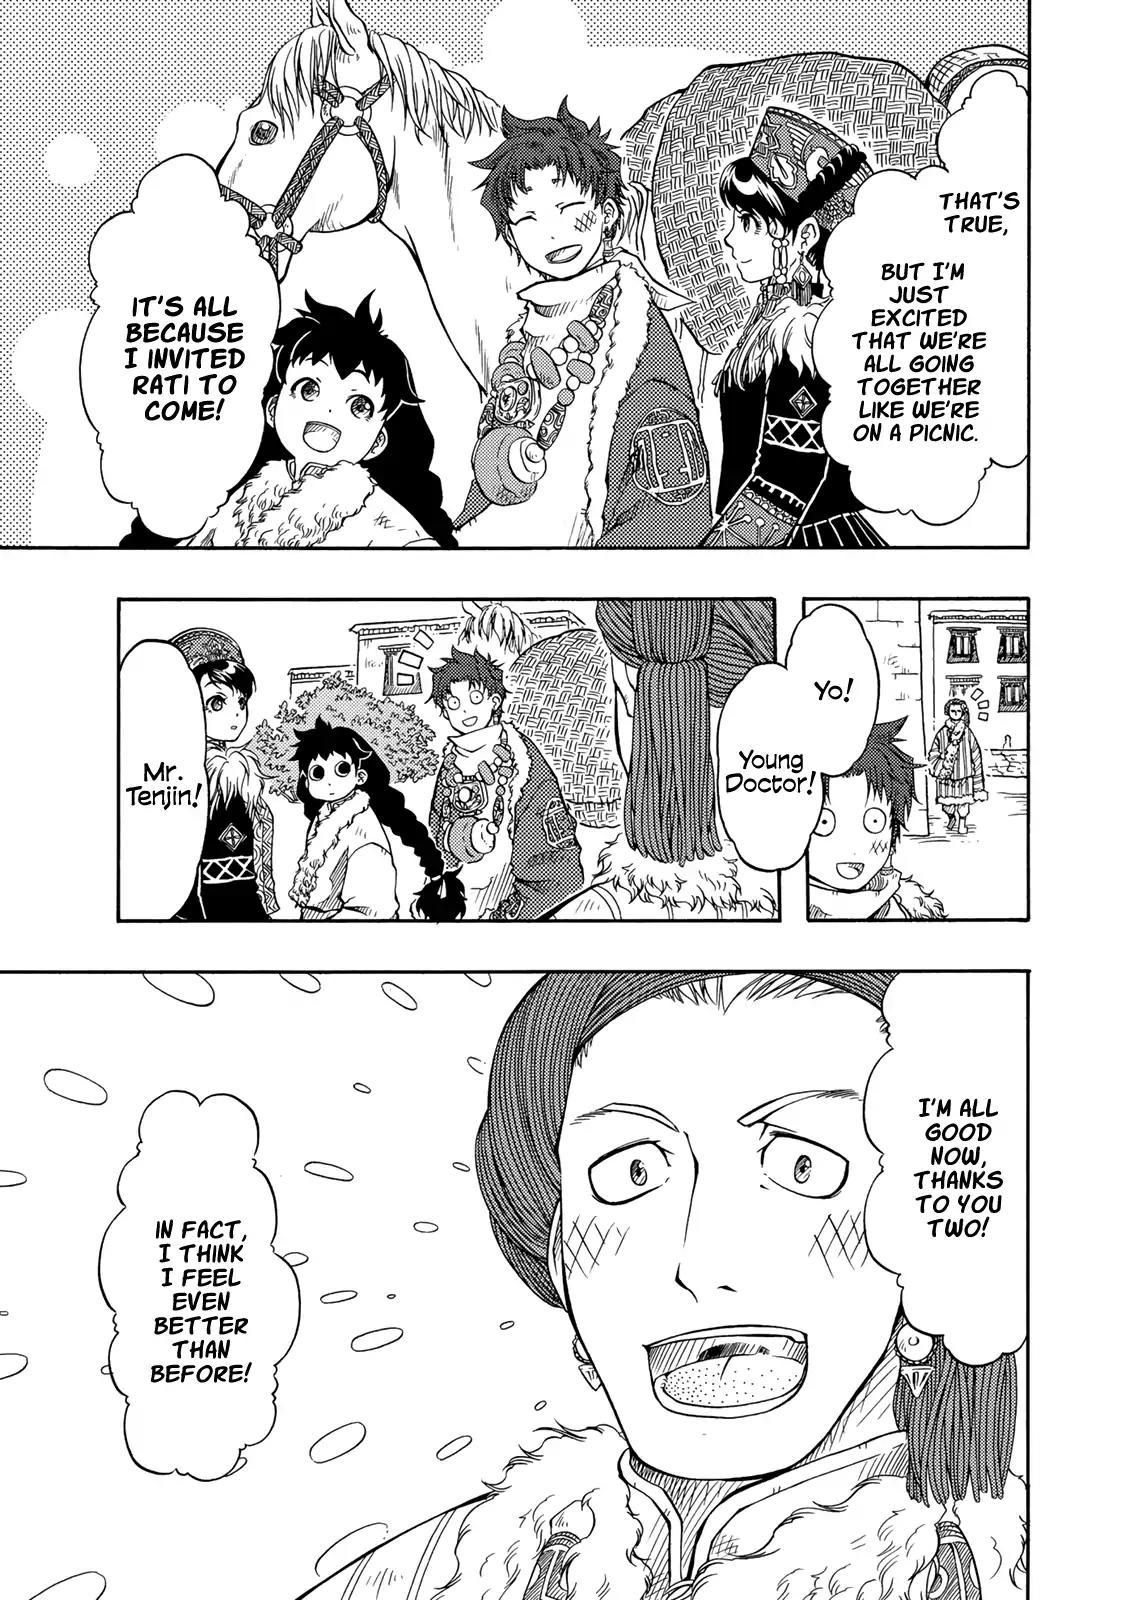 THAT'S
TRUE,
BUT I'M
JUST
EXCITED
THAT WE'RE
ALL GOING
TOGETHER
LIKE WE'RE
ON A PICNIC.
IT'S ALL
BECAUSE
I INVITED
RATI TO
COME!
Yo!
Young
Doctor!
Mr.
Tenjin!
I'M ALL
GOOD
NOW,
THANKS
TO YOU
TWO!
IN FACT,
I THINK
I FEEL
EVEN
BETTER
THAN
BEFORE!